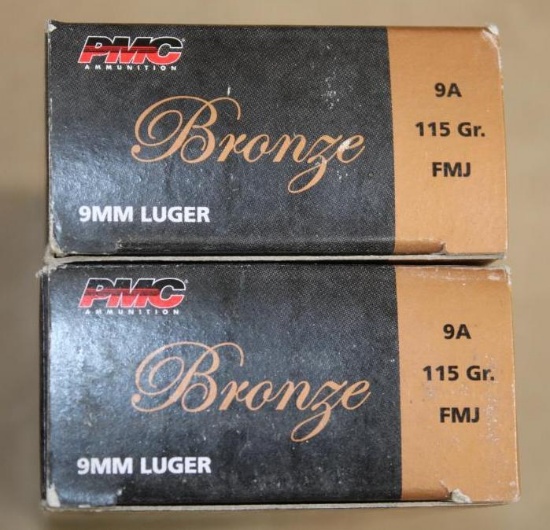 PMC
AMMUNITION
Bronze
9MM LUGER
9A
115 Gr.
FMJ
PMC
AMMUNITION
Bronze
9MM LUGER
9A
115 Gr.
FMJ